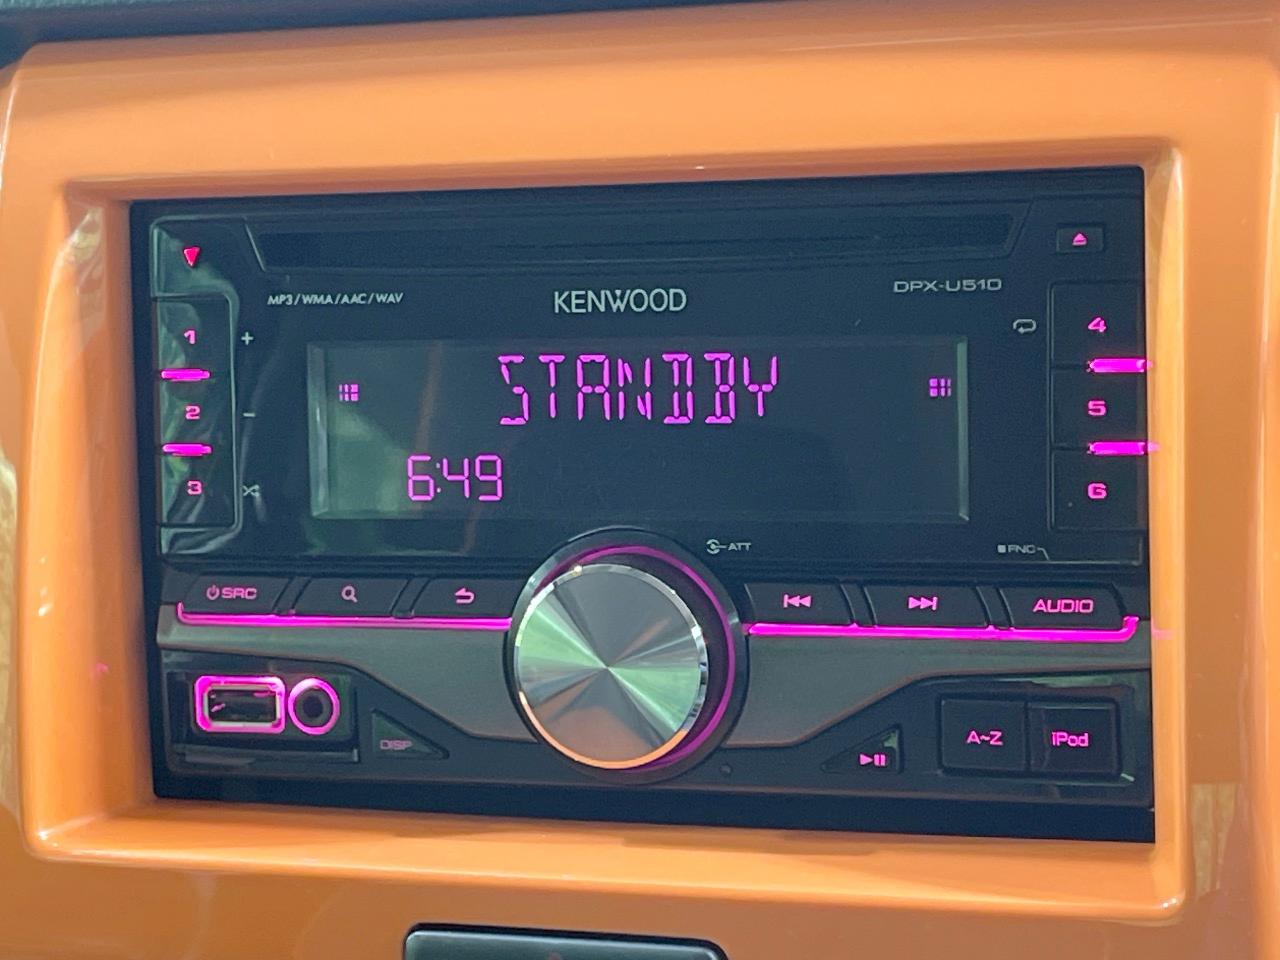 MP3/WMA/AAC/WAV
KENWOOD
DPX-U510
1
+
2
-
3
STANDBY
6:49
4
5
6
ATT
FNC
SRC
AUDIO
DISP
A~Z
iPod